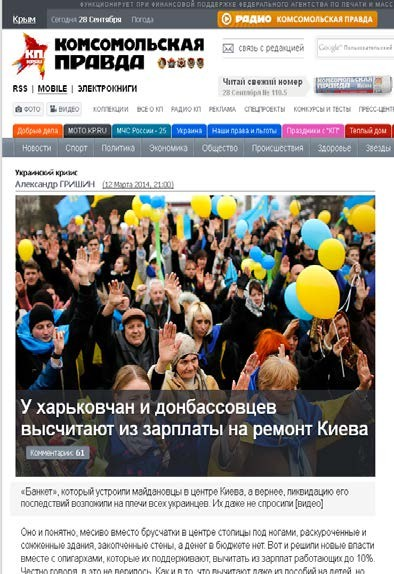 ФУНКЦИОНИРУЕТ ПРИ ФИНАНСОВОЙ ПОДДЕРЖКЕ ФЕДЕРАЛЬНОГО АГЕНТСТВА ПО ПЕЧАТИ И МАСС
Крым Сегодня 28 Сентября Погода РАДИО КОМСОМОЛЬСКАЯ ПРАВДА
КП
КОМСОМОЛЬСКАЯ
ПРАВДА
связь с редакцией
Google
Читай свежий номер
28 Сентября № 110.5
RSS | MOBILE | ЭЛЕКТРОКНИГИ
ФОТО ВИДЕО КОЛЛЕКЦИИ ВСЕ О КП РАДИО КП РЕКЛАМА СПЕЦПРОЕКТЫ КОНКУРСЫ И ТЕСТЫ ПРЕСС-ЦЕНТ
Добрые дела MOTO.KP.RU МЧС России - 25 Украина Наши права и льготы Праздники с "КП" Теплый дом
Новости Спорт Политика Экономика Общество Происшествия Здоровье Звезды
Украинский кризис
Александр ГРИШИН (12 Марта 2014, 21:00)
У харьковчан и донбассовцев
высчитают из зарплаты на ремонт Киева
Комментарии: 61
«Банкет», который устроили майдановцы в центре Киева, а вернее, ликвидацию его
последствий возложили на плечи всех украинцев. Их даже не спросили [видео]
Оно и понятно, месиво вместо брусчатки в центре столицы под ногами, раскуроченные и
сожженные здания, закопченные стены, а денег в бюджете нет. Вот и решили новые власти
вместе с олигархами, которые их поддерживают, вычитать из зарплат работающих до 10%.
Честно говоря, в это не верилось. Как и в то, что вычитают даже из пособий на детей, но